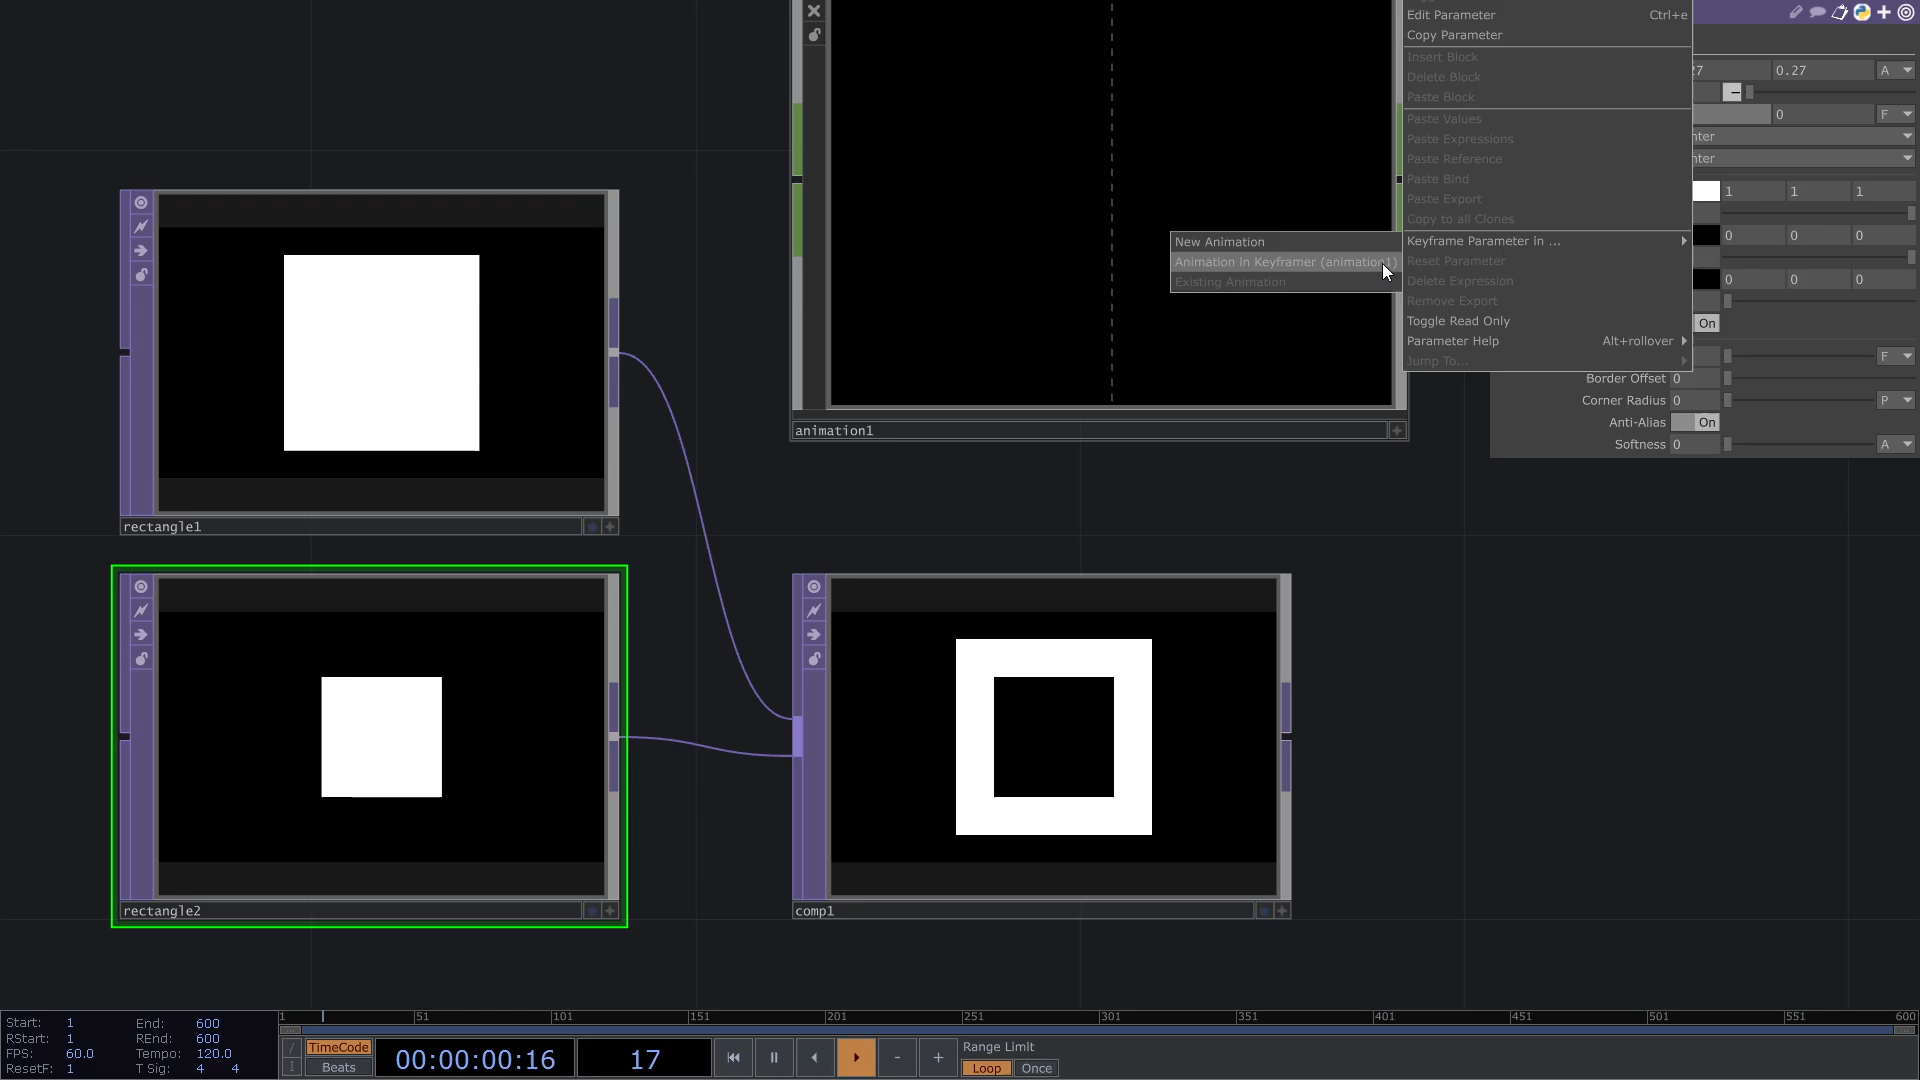 Edit Parameter Ctrl+e
Copy Parameter
Insert Block
Delete Block
Paste Block
Paste Values
Paste Expressions
Paste Reference
Paste Bind
Paste Export
Copy to all Clones
Keyframe Parameter in ...
Reset Parameter
Delete Expression
Remove Export
Toggle Read Only
Parameter Help Alt+rollover
Jump To...
New Animation
Animation in Keyframer (animation1)
Existing Animation
0.27 A
0 F
1 1 1
0 0 0
0 0 0
On
F
Border Offset 0
Corner Radius 0 P
Anti-Alias On
Softness 0 A
animation1
rectangle1
rectangle2
comp1
Start: 1 End: 600
RStart: 1 REnd: 600
FPS: 60.0 Tempo: 120.0
ResetF: 1 T Sig: 4 4
1 51 101 151 201 251 301 351 401 451 501 551 600
TimeCode
Beats
00:00:00:16
17
Range Limit
Loop Once